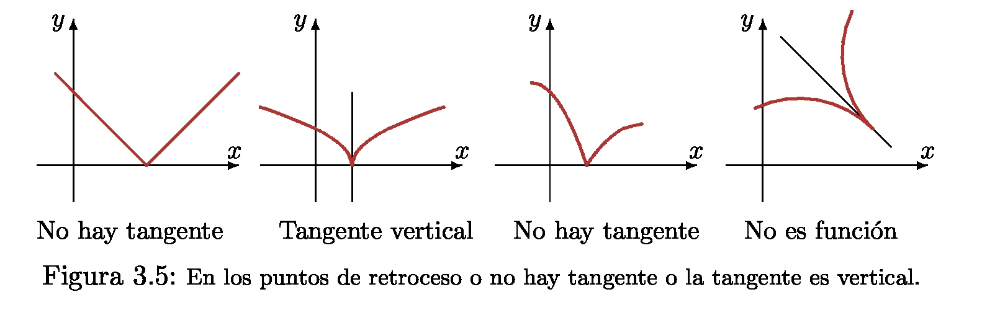 y y y y
x x x x
No hay tangente Tangente vertical No hay tangente No es función
Figura 3.5: En los puntos de retroceso o no hay tangente o la tangente es vertical.